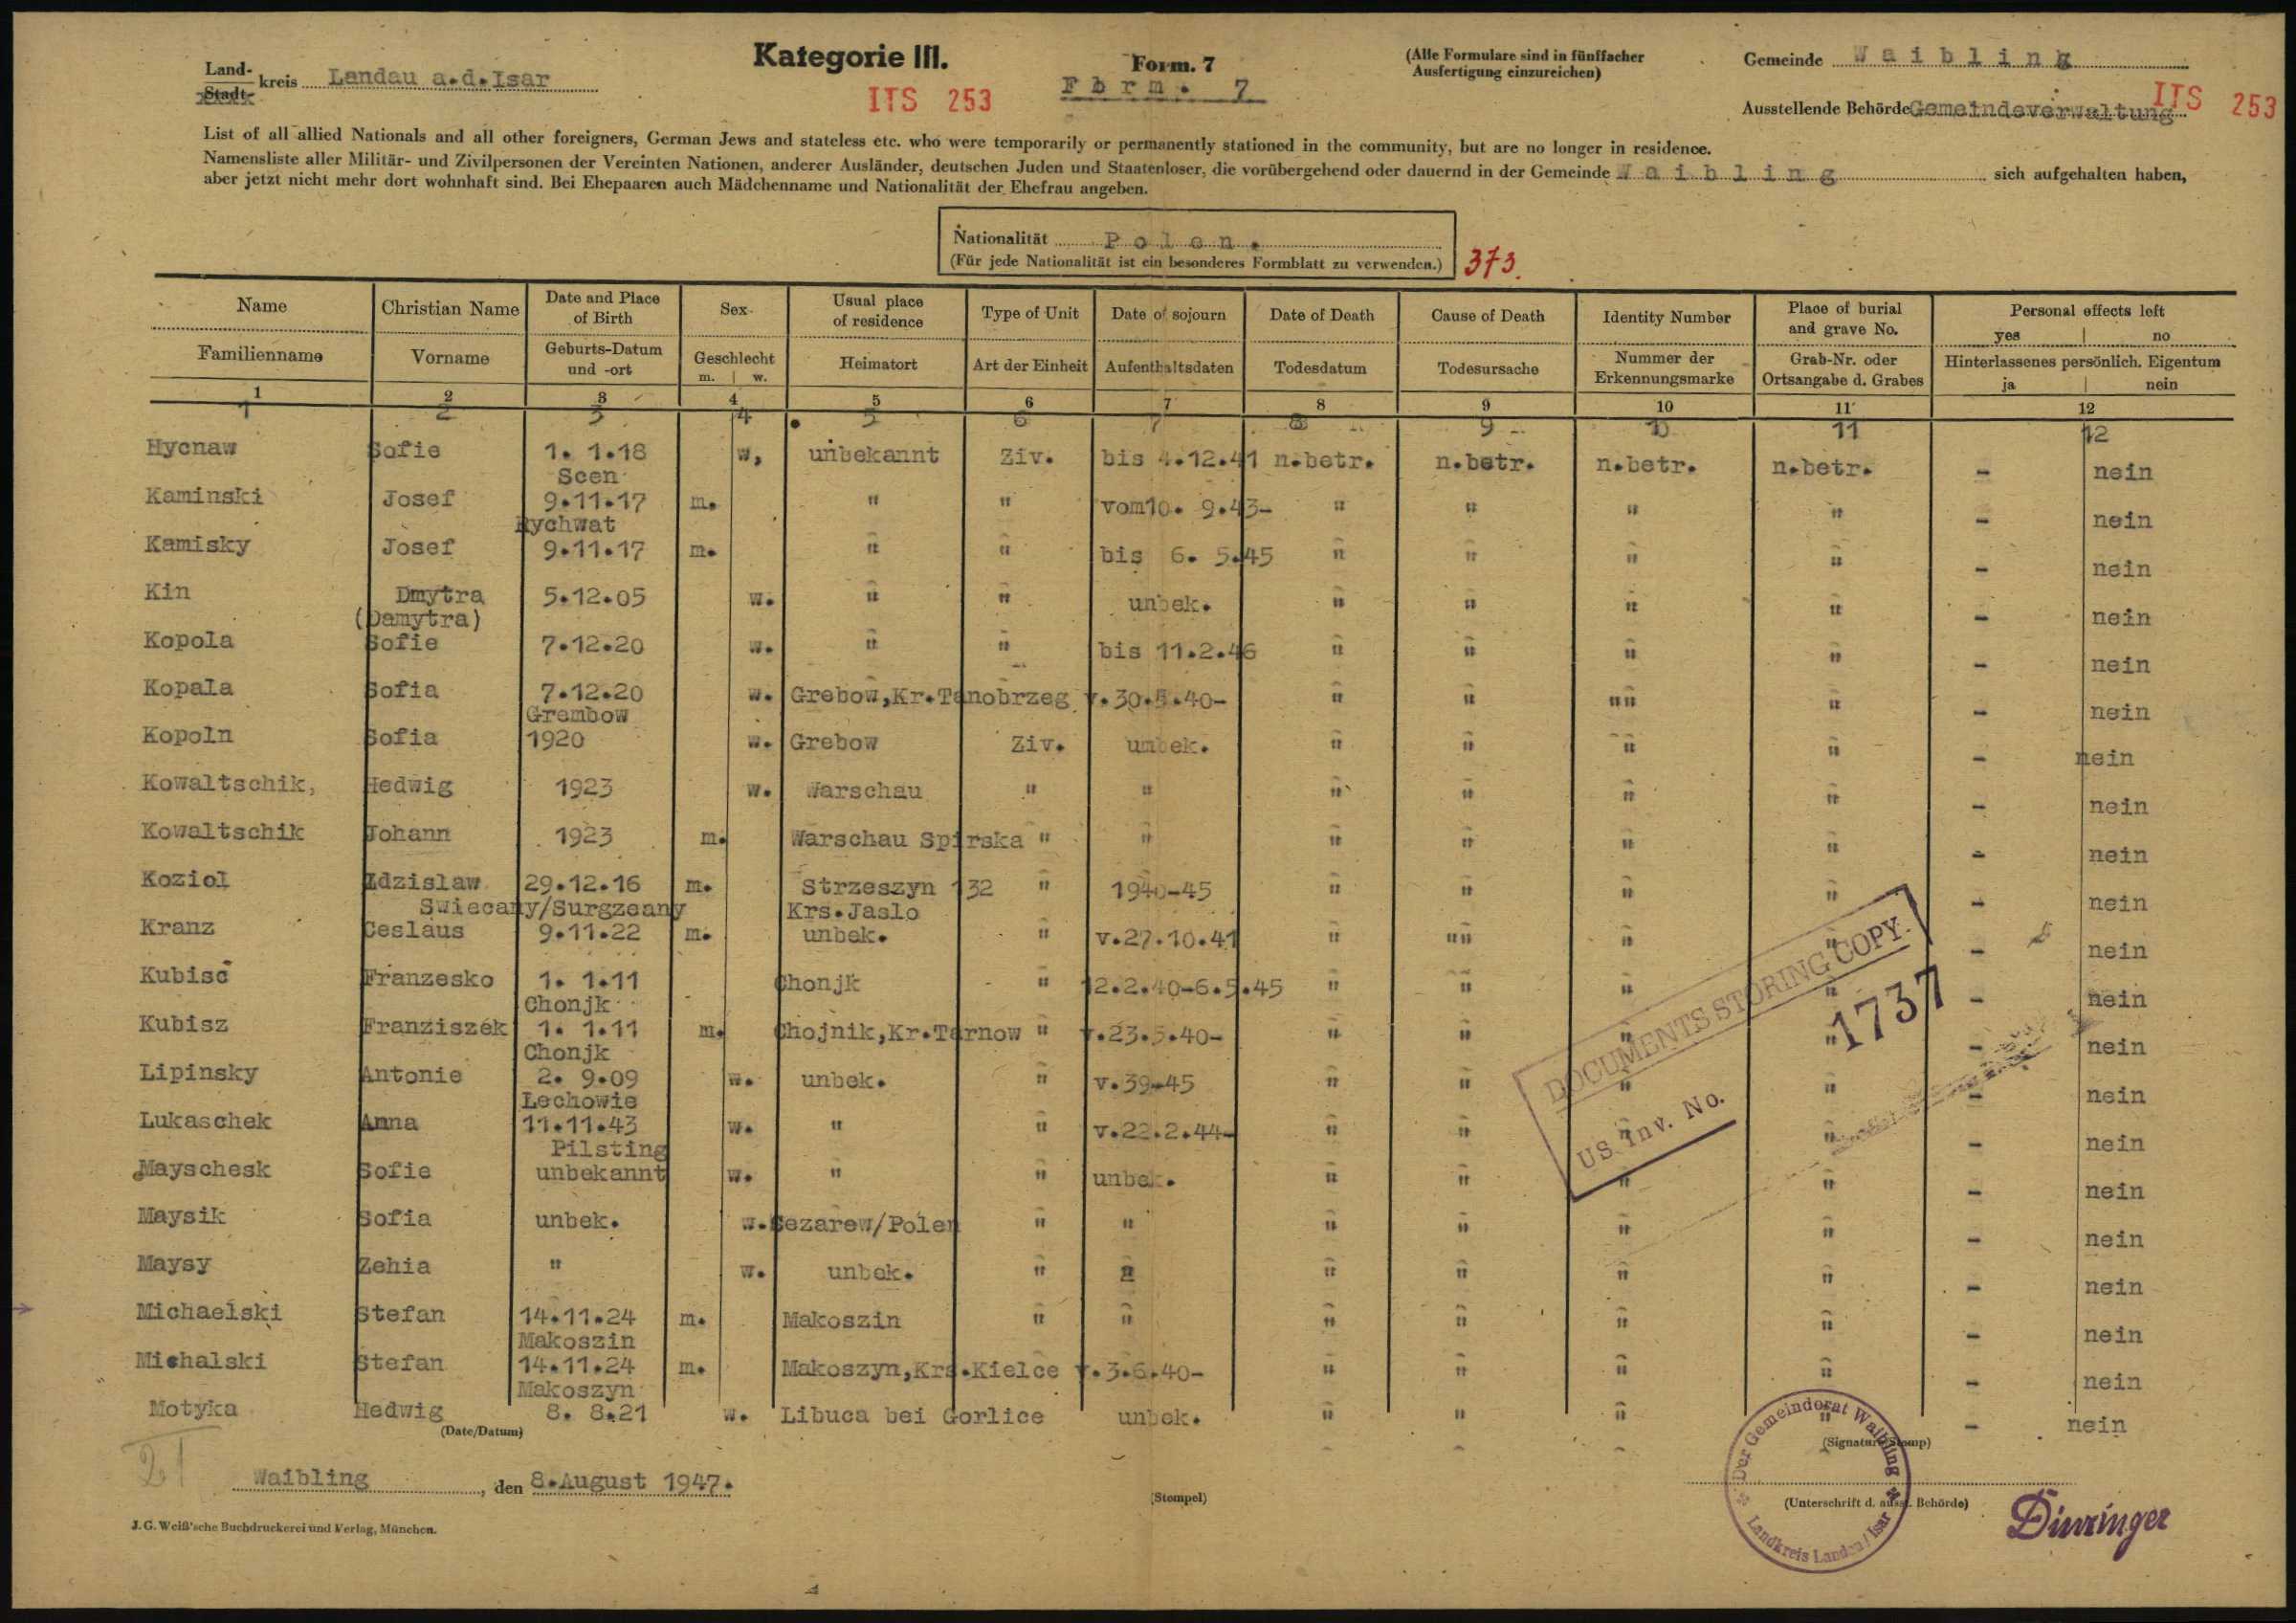 Kategorie III.
Form. 7
Form. 7
(Alle Formulare sind in fünffacher
Ausfertigung einzureichen)
Land-
Stadt- kreis Landau a.d.Isar
Gemeinde Waibling
ITS 253
Ausstellende Behörde Gemeindeverwaltung
ITS 253
List of all allied Nationals and all other foreigners, German Jews and stateless etc. who were temporarily or permanently stationed in the community, but are no longer in residence.
Namensliste aller Militär- und Zivilpersonen der Vereinten Nationen, anderer Ausländer, deutschen Juden und Staatenloser, die vorübergehend oder dauernd in der Gemeinde Waibling sich aufgehalten haben,
aber jetzt nicht mehr dort wohnhaft sind. Bei Ehepaaren auch Mädchenname und Nationalität der Ehefrau angeben.
Nationalität Polen.
(Für jede Nationalität ist ein besonderes Formblatt zu verwenden.) 373.
Name | Christian Name | Date and Place of Birth | Sex | Usual place of residence | Type of Unit | Date of sojourn | Date of Death | Cause of Death | Identity Number | Place of burial and grave No. | Personal effects left yes | no
Familienname | Vorname | Geburts-Datum und -ort | Geschlecht m. | w. | Heimatort | Art der Einheit | Aufenthaltsdaten | Todesdatum | Todesursache | Nummer der Erkennungsmarke | Grab-Nr. oder Ortsangabe d. Grabes | Hinterlassenes persönlich. Eigentum ja | nein
1 2 3 4 5 6 7 8 9 10 11 12
1 2 3 4 5 6 7 8 9 10 11 12
Hycnaw Sofie 1. 1.18 w, unbekannt Ziv. bis 4.12.41 n.betr. n.betr. n.betr. n.betr. - nein
Scen
Kaminski Josef 9.11.17 m. " " vom10. 9.43- " " " " - nein
Rychwat
Kamisky Josef 9.11.17 m. " " bis 6. 5.45 " " " " - nein
Kin Dmytra 5.12.05 w. " " unbek. " " " " - nein
(Damytra)
Kopola Sofie 7.12.20 w. " " bis 11.2.46 " " " " - nein
Kopala Sofia 7.12.20 w. Grebow,Kr.Tanobrzeg v.30.5.40- " " "" " - nein
Grembow
Kopoln Sofia 1920 w. Grebow Ziv. unbek. " " " " - nein
Kowaltschik, Hedwig 1923 w. Warschau " " " " " " - nein
Kowaltschik Johann 1923 m. Warschau Spirska " " " " " " - nein
Koziol Zdzislaw 29.12.16 m. Strzeszyn 132 " 1940-45 " " " " - nein
Swiecany/Surgzeany Krs.Jaslo
Kranz Ceslaus 9.11.22 m. unbek. " v.27.10.41 " "" " " - nein
Kubisc Franzesko 1. 1.11 Chonjk " 12.2.40-6.5.45 " " " " - nein
Chonjk
Kubisz Franziszek 1. 1.11 m. Chojnik,Kr.Tarnow " v.23.5.40- " " " " - nein
Chonjk
Lipinsky Antonie 2. 9.09 w. unbek. " v.39-45 " " " " - nein
Lechowie
Lukaschek Anna 11.11.43 w. " " v.22.2.44- " " " " - nein
Pilsting
Mayschesk Sofie unbekannt w. " " unbek. " " " " - nein
Maysik Sofia unbek. w. Sezarew/Polen " " " " " " - nein
Maysy Zehia " w. unbek. " " " " " " - nein
Michaelski Stefan 14.11.24 m. Makoszin " " " " " " - nein
Makoszin
Michalski Stefan 14.11.24 m. Makoszyn,Krs.Kielce v.3.6.40- " " " " - nein
Makoszyn
Motyka Hedwig 8. 8.21 w. Libuca bei Gorlice unbek. " " " " - nein
DOCUMENTS STORING COPY.
US Inv. No.
1737
(Date/Datum)
(Signature/Stamp)
21
Waibling, den 8.August 1947.
(Stempel)
(Unterschrift d. ausst. Behörde)
Der Gemeinderat Waibling
Landkreis Landau/Isar
Dinzinger
J. G. Weiß'sche Buchdruckerei und Verlag, München.